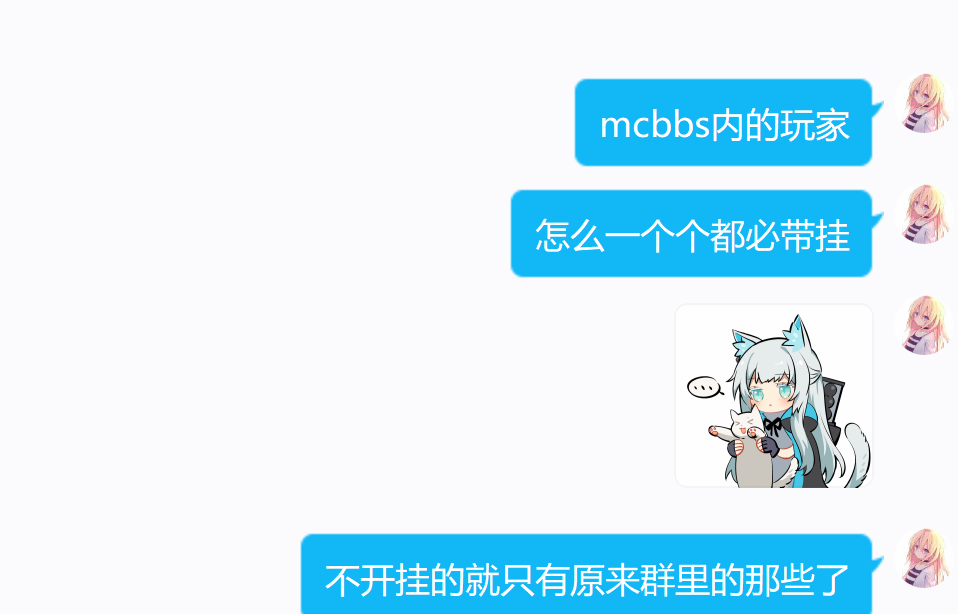 mcbbs内的玩家
怎么一个个都必带挂
不开挂的就只有原来群里的那些了